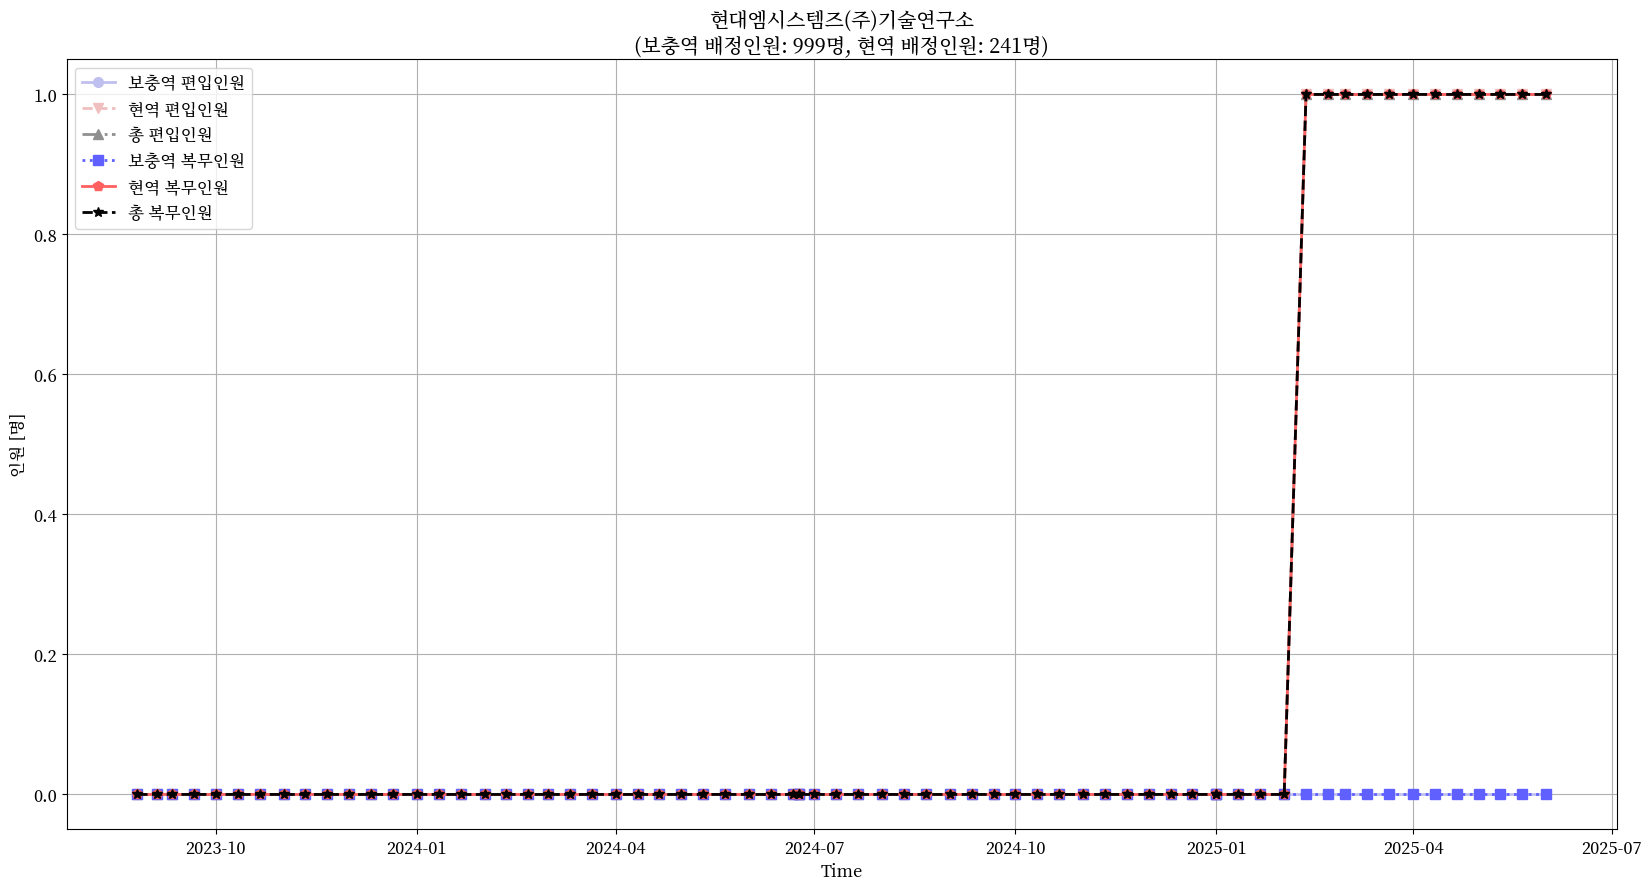 현대엠시스템즈(주)기술연구소
(보충역 배정인원: 999명, 현역 배정인원: 241명)
보충역 편입인원
현역 편입인원
총 편입인원
보충역 복무인원
현역 복무인원
총 복무인원
인원 [명]
1.0
0.8
0.6
0.4
0.2
0.0
2023-10
2024-01
2024-04
2024-07
2024-10
2025-01
2025-04
2025-07
Time